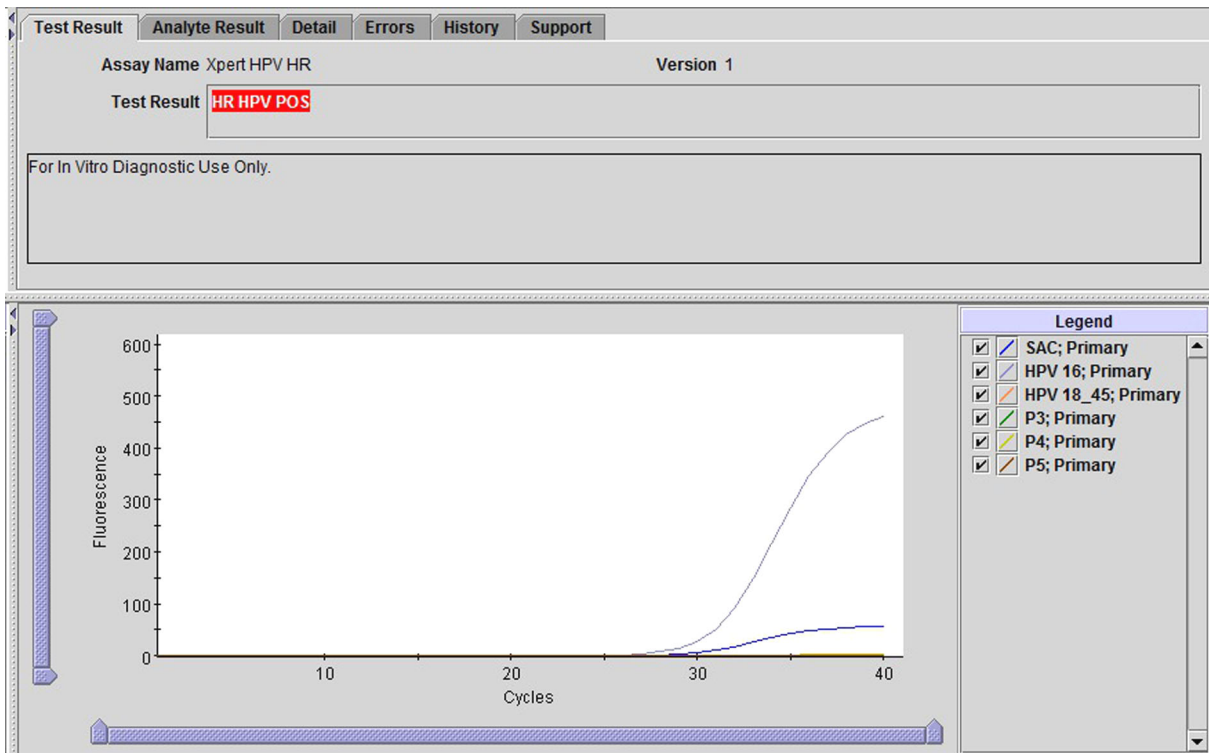 Test Result Analyte Result Detail Errors History Support
Assay Name Xpert HPV HR Version 1
Test Result HR HPV POS
For In Vitro Diagnostic Use Only.
Legend
SAC; Primary
HPV 16; Primary
HPV 18_45; Primary
P3; Primary
P4; Primary
P5; Primary
600
500
400
300
200
100
0
Fluorescence
10 20 30 40
Cycles